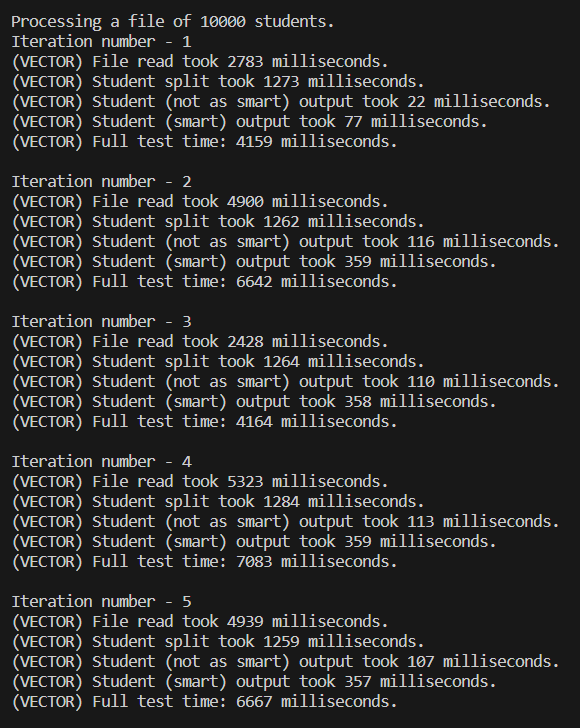 Processing a file of 10000 students.
Iteration number - 1
(VECTOR) File read took 2783 milliseconds.
(VECTOR) Student split took 1273 milliseconds.
(VECTOR) Student (not as smart) output took 22 milliseconds.
(VECTOR) Student (smart) output took 77 milliseconds.
(VECTOR) Full test time: 4159 milliseconds.
Iteration number - 2
(VECTOR) File read took 4900 milliseconds.
(VECTOR) Student split took 1262 milliseconds.
(VECTOR) Student (not as smart) output took 116 milliseconds.
(VECTOR) Student (smart) output took 359 milliseconds.
(VECTOR) Full test time: 6642 milliseconds.
Iteration number - 3
(VECTOR) File read took 2428 milliseconds.
(VECTOR) Student split took 1264 milliseconds.
(VECTOR) Student (not as smart) output took 110 milliseconds.
(VECTOR) Student (smart) output took 358 milliseconds.
(VECTOR) Full test time: 4164 milliseconds.
Iteration number - 4
(VECTOR) File read took 5323 milliseconds.
(VECTOR) Student split took 1284 milliseconds.
(VECTOR) Student (not as smart) output took 113 milliseconds.
(VECTOR) Student (smart) output took 359 milliseconds.
(VECTOR) Full test time: 7083 milliseconds.
Iteration number - 5
(VECTOR) File read took 4939 milliseconds.
(VECTOR) Student split took 1259 milliseconds.
(VECTOR) Student (not as smart) output took 107 milliseconds.
(VECTOR) Student (smart) output took 357 milliseconds.
(VECTOR) Full test time: 6667 milliseconds.